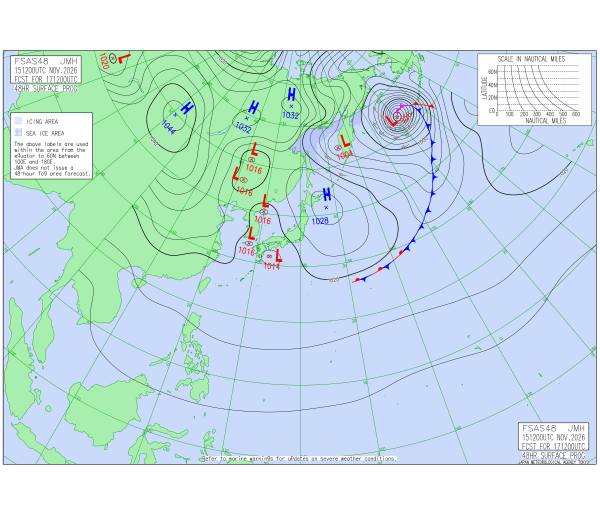 FSAS48 JMH
151200UTC NOV.2026
FCST FOR 171200UTC
48HR SURFACE PROG
ICING AREA
SEA ICE AREA
The above labels are used
within the area from the
eQuator to 60N between
100E and 180E.
JMA does not issue a
48-hour fog area forecast.
SCALE IN NAUTICAL MILES
LATITUDE
60N
40N
20N
EQ
100 200 300 400 500 600
NAUTICAL MILES
L
1020
H
1044
H
1032
H
1032
L
L
1004
L
1016
L
1016
L
1016
H
1028
L
1016
L
1014
FSAS48 JMH
151200UTC NOV.2026
FCST FOR 171200UTC
48HR SURFACE PROG
JAPAN METEOROLOGICAL AGENCY TOKYO
Refer to marine warnings for updates on severe weather conditions.